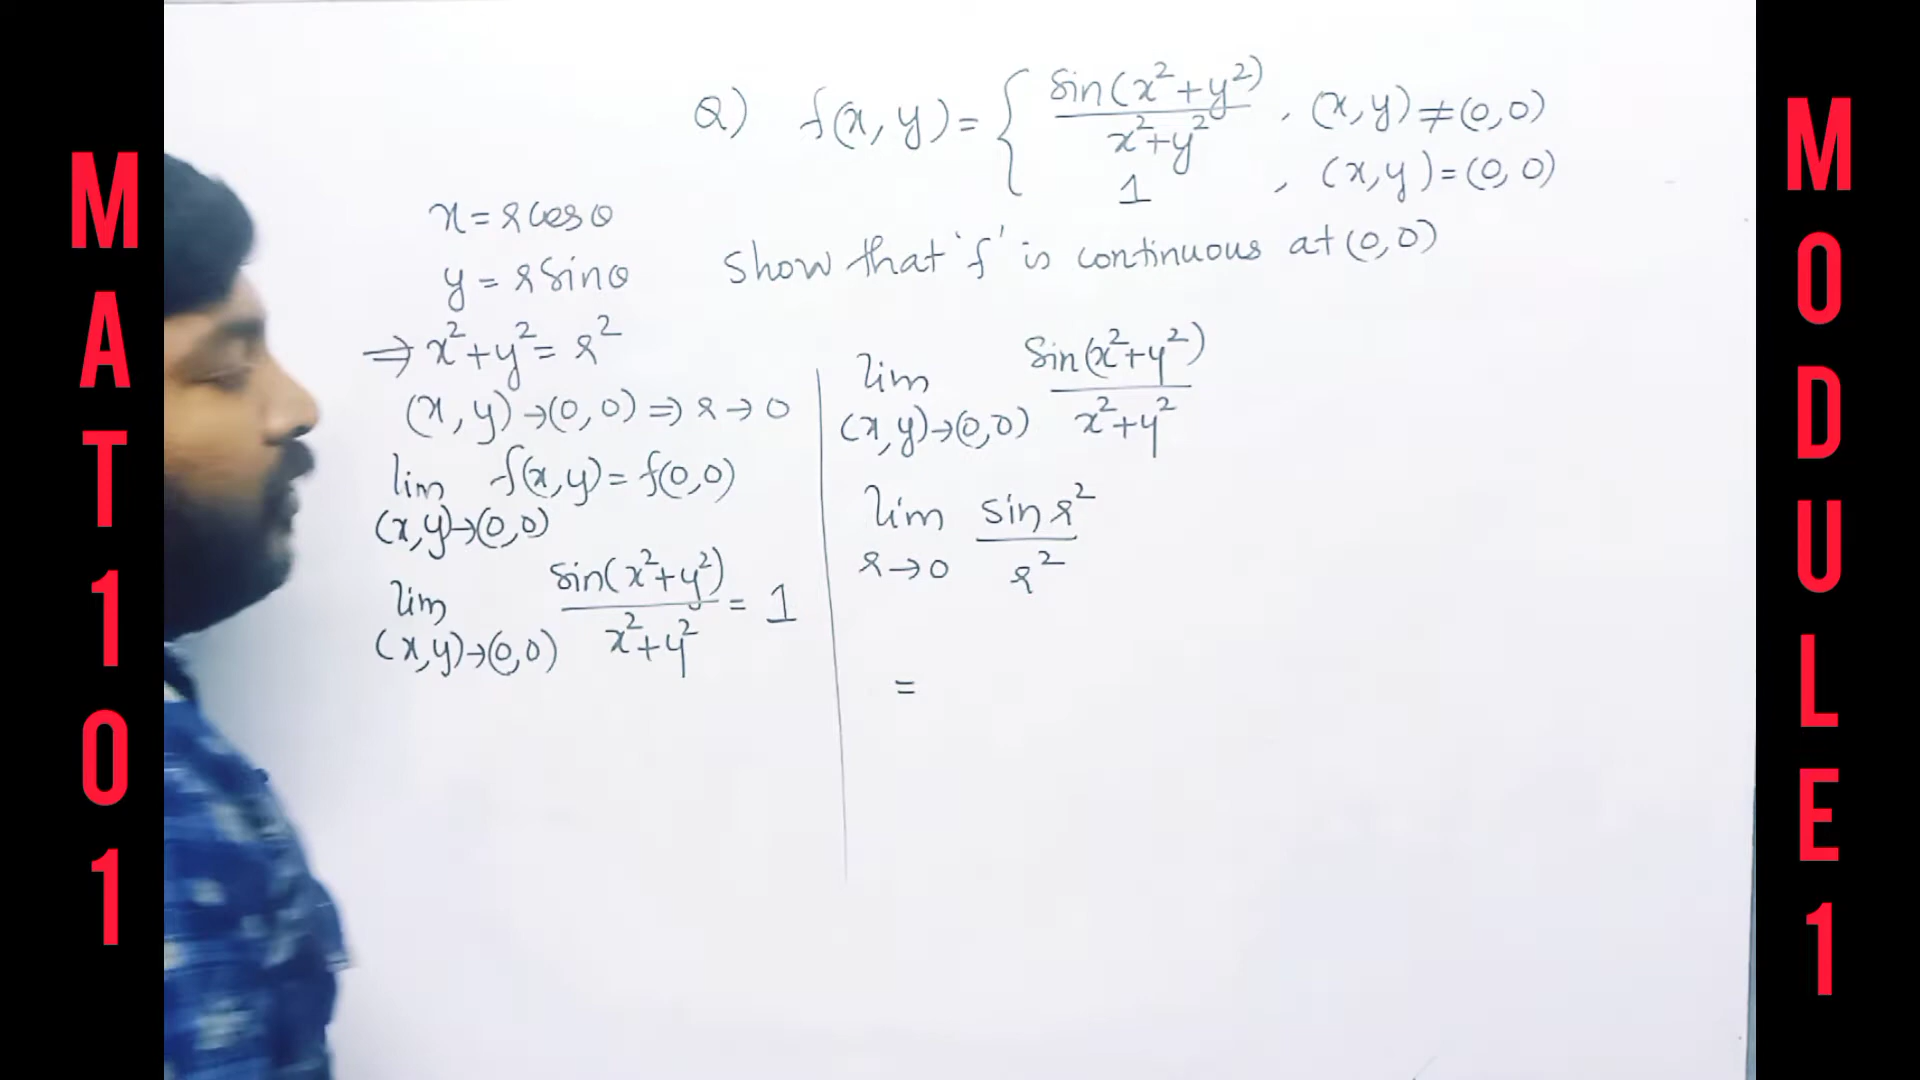 MAT101
Q) f(x, y) = { sin(x²+y²) / x²+y² , (x, y) ≠ (0, 0)
1 , (x, y) = (0, 0)
x = r cos θ
y = r sin θ
show that 'f' is continuous at (0, 0)
⇒ x²+y² = r²
(x, y) → (0, 0) ⇒ r → 0
lim f(x, y) = f(0, 0)
(x, y) → (0, 0)
lim sin(x²+y²) / x²+y² = 1
(x, y) → (0, 0)
lim sin(x²+y²) / x²+y²
(x, y) → (0, 0)
lim sin r² / r²
r → 0
=
MODULE1